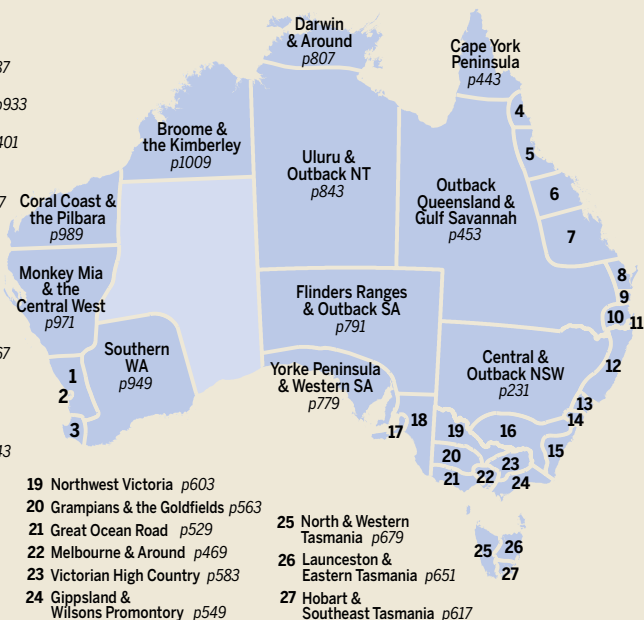 37
p933
401
7
67
43
Darwin
& Around
p807
Cape York
Peninsula
p443
Broome &
the Kimberley
p1009
Uluru &
Outback NT
p843
Outback
Queensland &
Gulf Savannah
p453
Coral Coast &
the Pilbara
p989
Monkey Mia
& the
Central West
p971
Flinders Ranges
& Outback SA
p791
Southern
WA
p949
Yorke Peninsula
& Western SA
p779
Central &
Outback NSW
p231
4
5
6
7
8
9
10
11
12
13
14
15
16
17
18
19
20
21
22
23
24
1
2
3
25
26
27
19 Northwest Victoria p603
20 Grampians & the Goldfields p563
21 Great Ocean Road p529
22 Melbourne & Around p469
23 Victorian High Country p583
24 Gippsland &
Wilsons Promontory p549
25 North & Western
Tasmania p679
26 Launceston &
Eastern Tasmania p651
27 Hobart &
Southeast Tasmania p617